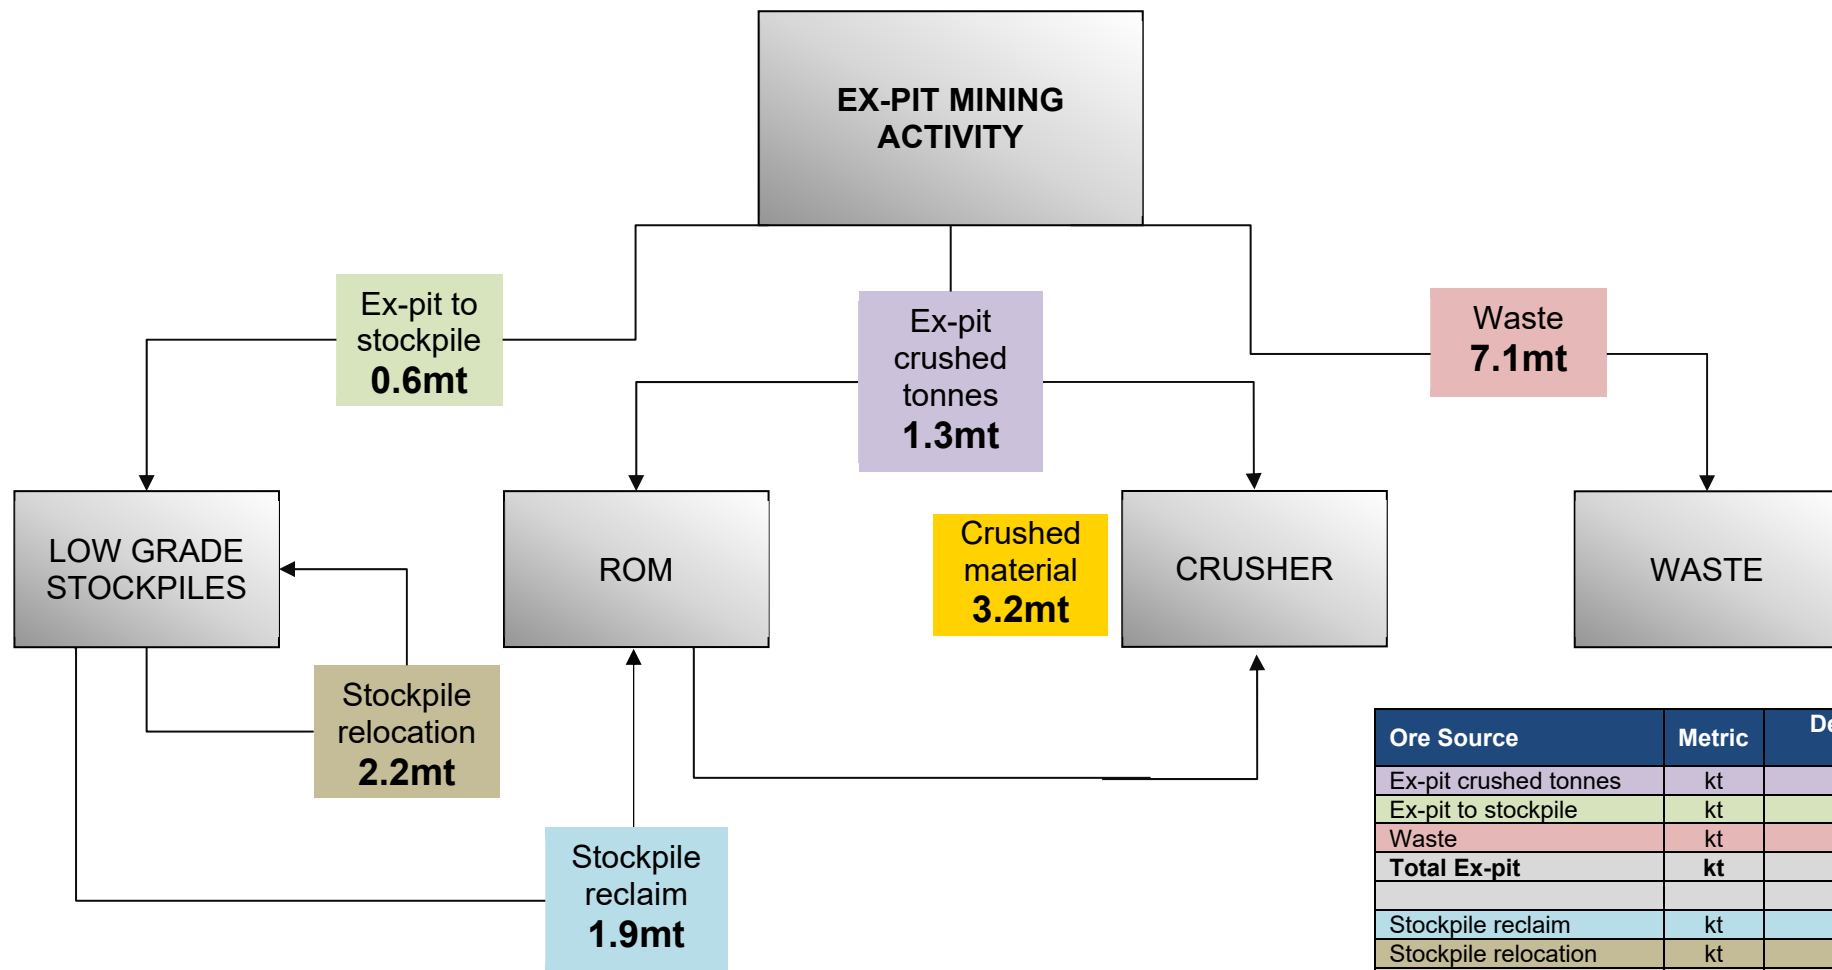 EX-PIT MINING
ACTIVITY
Ex-pit to
stockpile
0.6mt
Ex-pit
crushed
tonnes
1.3mt
Waste
7.1mt
LOW GRADE
STOCKPILES
ROM
Crushed
material
3.2mt
CRUSHER
WASTE
Stockpile
relocation
2.2mt
Stockpile
reclaim
1.9mt
Ore Source Metric
Ex-pit crushed tonnes kt
Ex-pit to stockpile kt
Waste kt
Total Ex-pit kt
Stockpile reclaim kt
Stockpile relocation kt